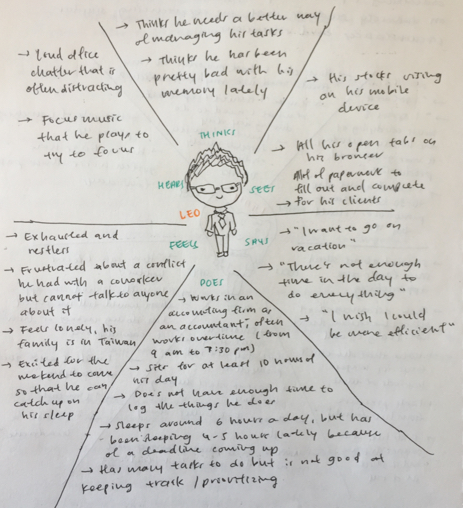 → Thinks he needs a better way
of managing his tasks
→ Thinks he has been
pretty bad with his
memory lately
THINKS
→ Loud office
chatter that is
often distracting
→ Focus music
that he plays to
try to focus
HEARS
→ His stocks rising
on his mobile
device
→ All his open tabs on
his browser
→ Alot of paperwork to
fill out and complete
for his clients
SEES
LEO
FEELS
→ Exhausted and
restless
→ Frustrated about a conflict
he had with a coworker
but cannot talk to anyone
about it
→ Feels lonely, his
family is in Taiwan
→ Exited for the
weekend to come
so that he can
catch up on
his sleep
SAYS
→ "I want to go on
vacation"
→ "There's not enough
time in the day to
do everything"
→ "I wish I could
be more efficient"
DOES
→ Works in an
accounting firm as
an accountant, often
works overtime (from
9 am to 7:30 pm)
→ Sits for at least 10 hours of
his day
→ Does not have enough time to
log the things he does
→ Sleeps around 6 hours a day, but has
been sleeping 4-5 hours lately because
of a deadline coming up
→ Has many tasks to do but is not good at
keeping track / prioritizing